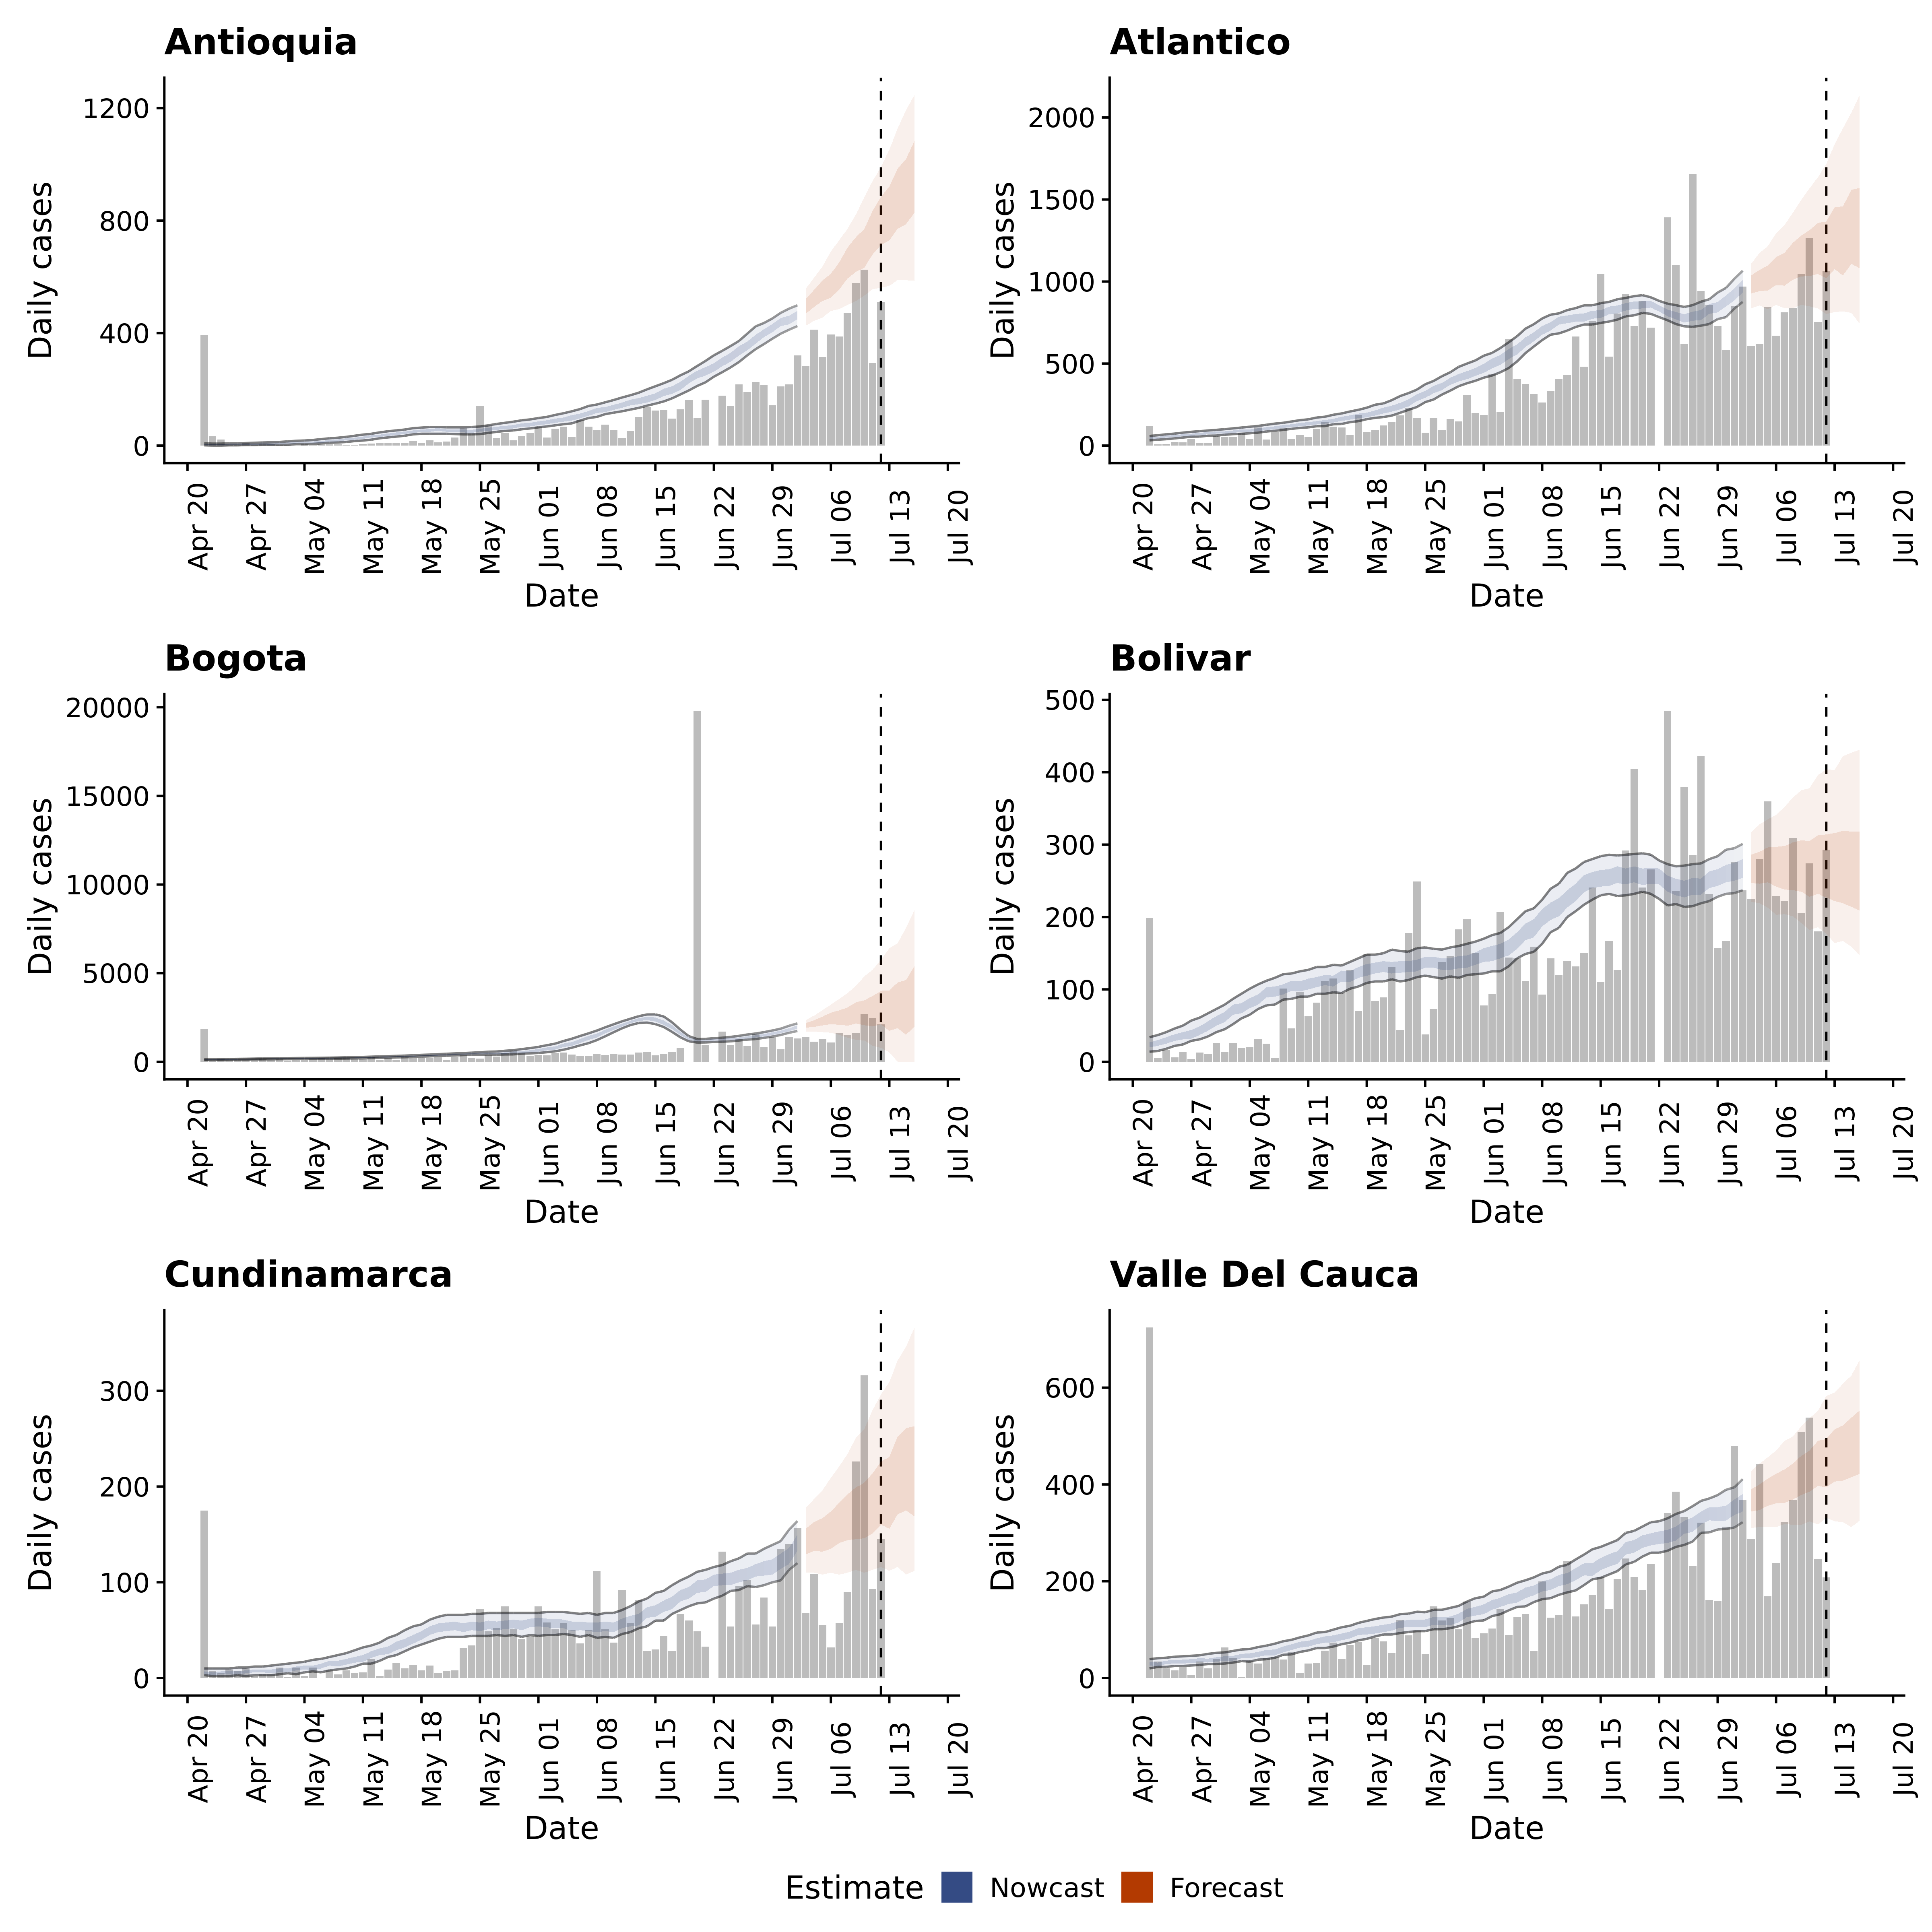 Antioquia
Daily cases
1200
800
400
0
Apr 20 Apr 27 May 04 May 11 May 18 May 25 Jun 01 Jun 08 Jun 15 Jun 22 Jun 29 Jul 06 Jul 13 Jul 20
Date
Atlantico
Daily cases
2000
1500
1000
500
0
Apr 20 Apr 27 May 04 May 11 May 18 May 25 Jun 01 Jun 08 Jun 15 Jun 22 Jun 29 Jul 06 Jul 13 Jul 20
Date
Bogota
Daily cases
20000
15000
10000
5000
0
Apr 20 Apr 27 May 04 May 11 May 18 May 25 Jun 01 Jun 08 Jun 15 Jun 22 Jun 29 Jul 06 Jul 13 Jul 20
Date
Bolivar
Daily cases
500
400
300
200
100
0
Apr 20 Apr 27 May 04 May 11 May 18 May 25 Jun 01 Jun 08 Jun 15 Jun 22 Jun 29 Jul 06 Jul 13 Jul 20
Date
Cundinamarca
Daily cases
300
200
100
0
Apr 20 Apr 27 May 04 May 11 May 18 May 25 Jun 01 Jun 08 Jun 15 Jun 22 Jun 29 Jul 06 Jul 13 Jul 20
Date
Valle Del Cauca
Daily cases
600
400
200
0
Apr 20 Apr 27 May 04 May 11 May 18 May 25 Jun 01 Jun 08 Jun 15 Jun 22 Jun 29 Jul 06 Jul 13 Jul 20
Date
Estimate Nowcast Forecast